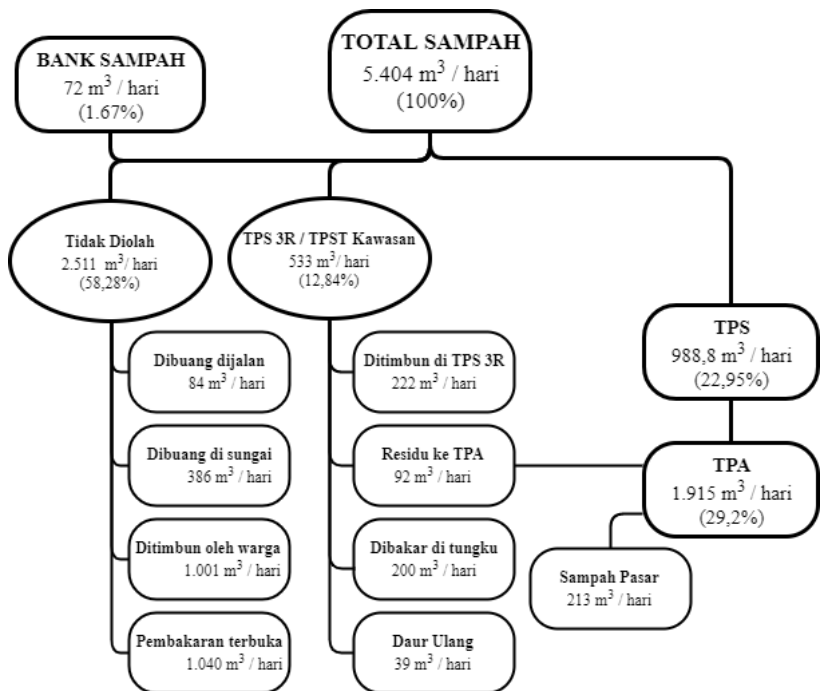 BANK SAMPAH
72 m³ / hari
(1.67%)
TOTAL SAMPAH
5.404 m³ / hari
(100%)
Tidak Diolah
2.511 m³/ hari
(58,28%)
TPS 3R / TPST Kawasan
533 m³/ hari
(12,84%)
TPS
988,8 m³ / hari
(22,95%)
Dibuang dijalan
84 m³ / hari
Ditimbun di TPS 3R
222 m³ / hari
Dibuang di sungai
386 m³ / hari
Residu ke TPA
92 m³ / hari
TPA
1.915 m³ / hari
(29,2%)
Ditimbun oleh warga
1.001 m³ / hari
Dibakar di tungku
200 m³ / hari
Sampah Pasar
213 m³ / hari
Pembakaran terbuka
1.040 m³ / hari
Daur Ulang
39 m³ / hari